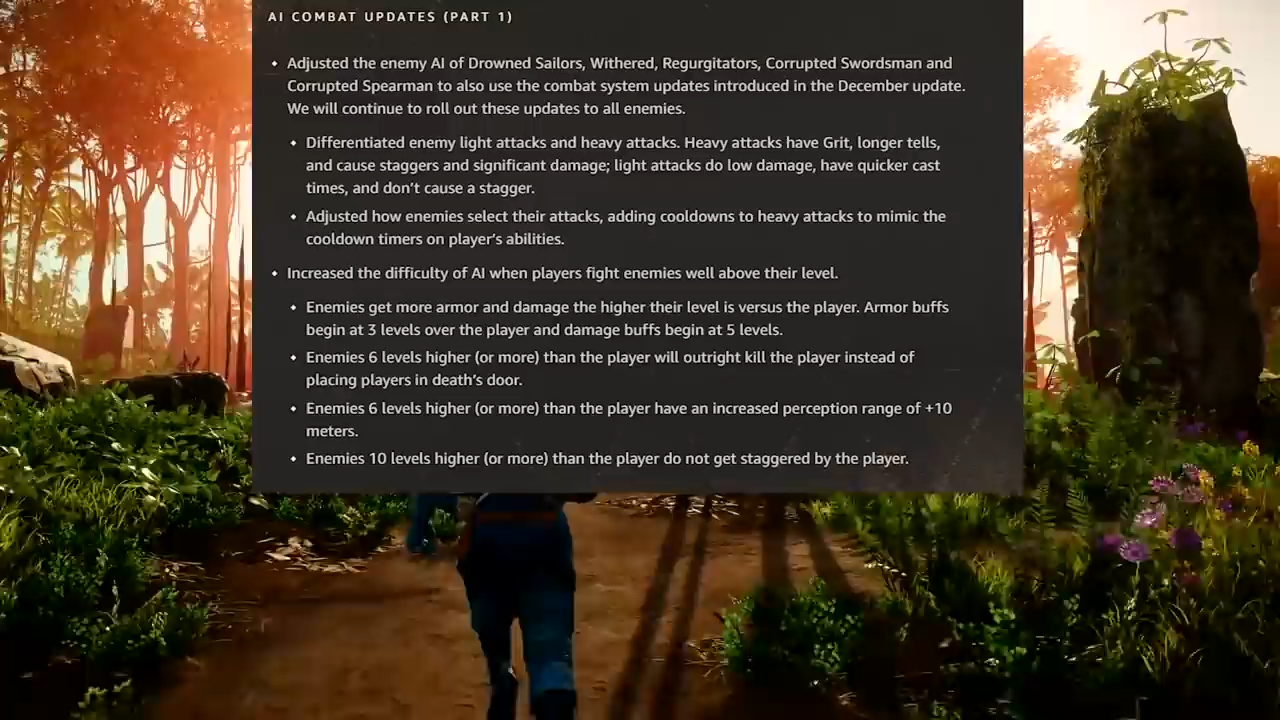 AI COMBAT UPDATES (PART 1)
• Adjusted the enemy AI of Drowned Sailors, Withered, Regurgitators, Corrupted Swordsman and
Corrupted Spearman to also use the combat system updates introduced in the December update.
We will continue to roll out these updates to all enemies.
• Differentiated enemy light attacks and heavy attacks. Heavy attacks have Grit, longer tells,
and cause staggers and significant damage; light attacks do low damage, have quicker cast
times, and don't cause a stagger.
• Adjusted how enemies select their attacks, adding cooldowns to heavy attacks to mimic the
cooldown timers on player's abilities.
• Increased the difficulty of AI when players fight enemies well above their level.
• Enemies get more armor and damage the higher their level is versus the player. Armor buffs
begin at 3 levels over the player and damage buffs begin at 5 levels.
• Enemies 6 levels higher (or more) than the player will outright kill the player instead of
placing players in death's door.
• Enemies 6 levels higher (or more) than the player have an increased perception range of +10
meters.
• Enemies 10 levels higher (or more) than the player do not get staggered by the player.